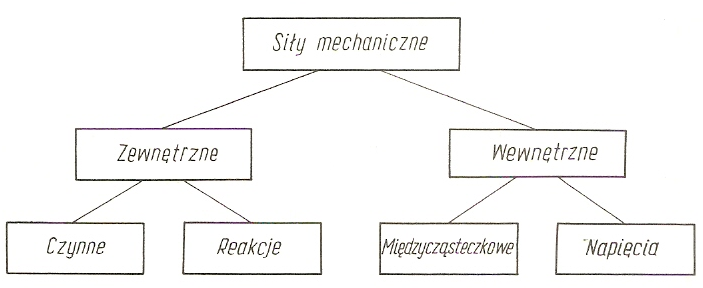 Siły mechaniczne
Zewnętrzne
Wewnętrzne
Czynne
Reakcje
Międzycząsteczkowe
Napięcia